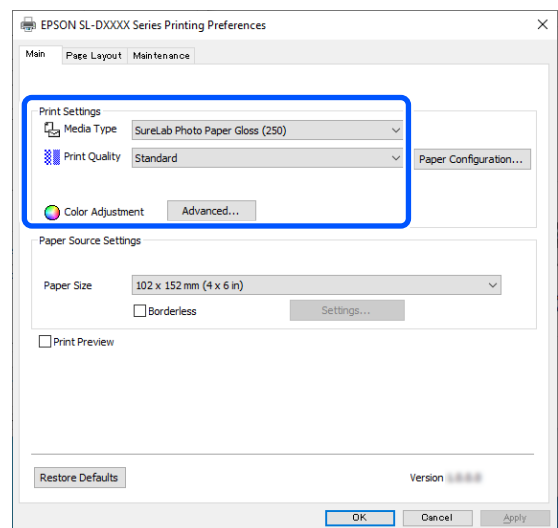 EPSON SL-DXXXX Series Printing Preferences
Main Page Layout Maintenance
Print Settings
Media Type SureLab Photo Paper Gloss (250)
Print Quality Standard Paper Configuration...
Color Adjustment Advanced...
Paper Source Settings
Paper Size 102 x 152 mm (4 x 6 in)
Borderless Settings...
Print Preview
Restore Defaults Version
OK Cancel Apply